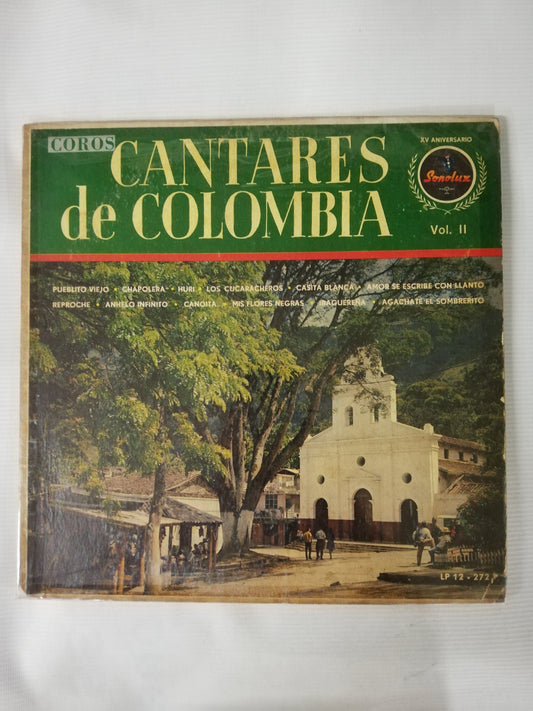 COROS
CANTARES
de COLOMBIA
XV ANIVERSARIO
Sonolux
Vol. II
PUEBLITO VIEJO • CHAPOLERA • HURI • LOS CUCARACHEROS • CASITA BLANCA • AMOR SE ESCRIBE CON LLANTO
REPROCHE • ANHELO INFINITO • CANOITA • MIS FLORES NEGRAS • IBAGUEREÑA • AGACHATE EL SOMBRERITO
LP 12 - 272